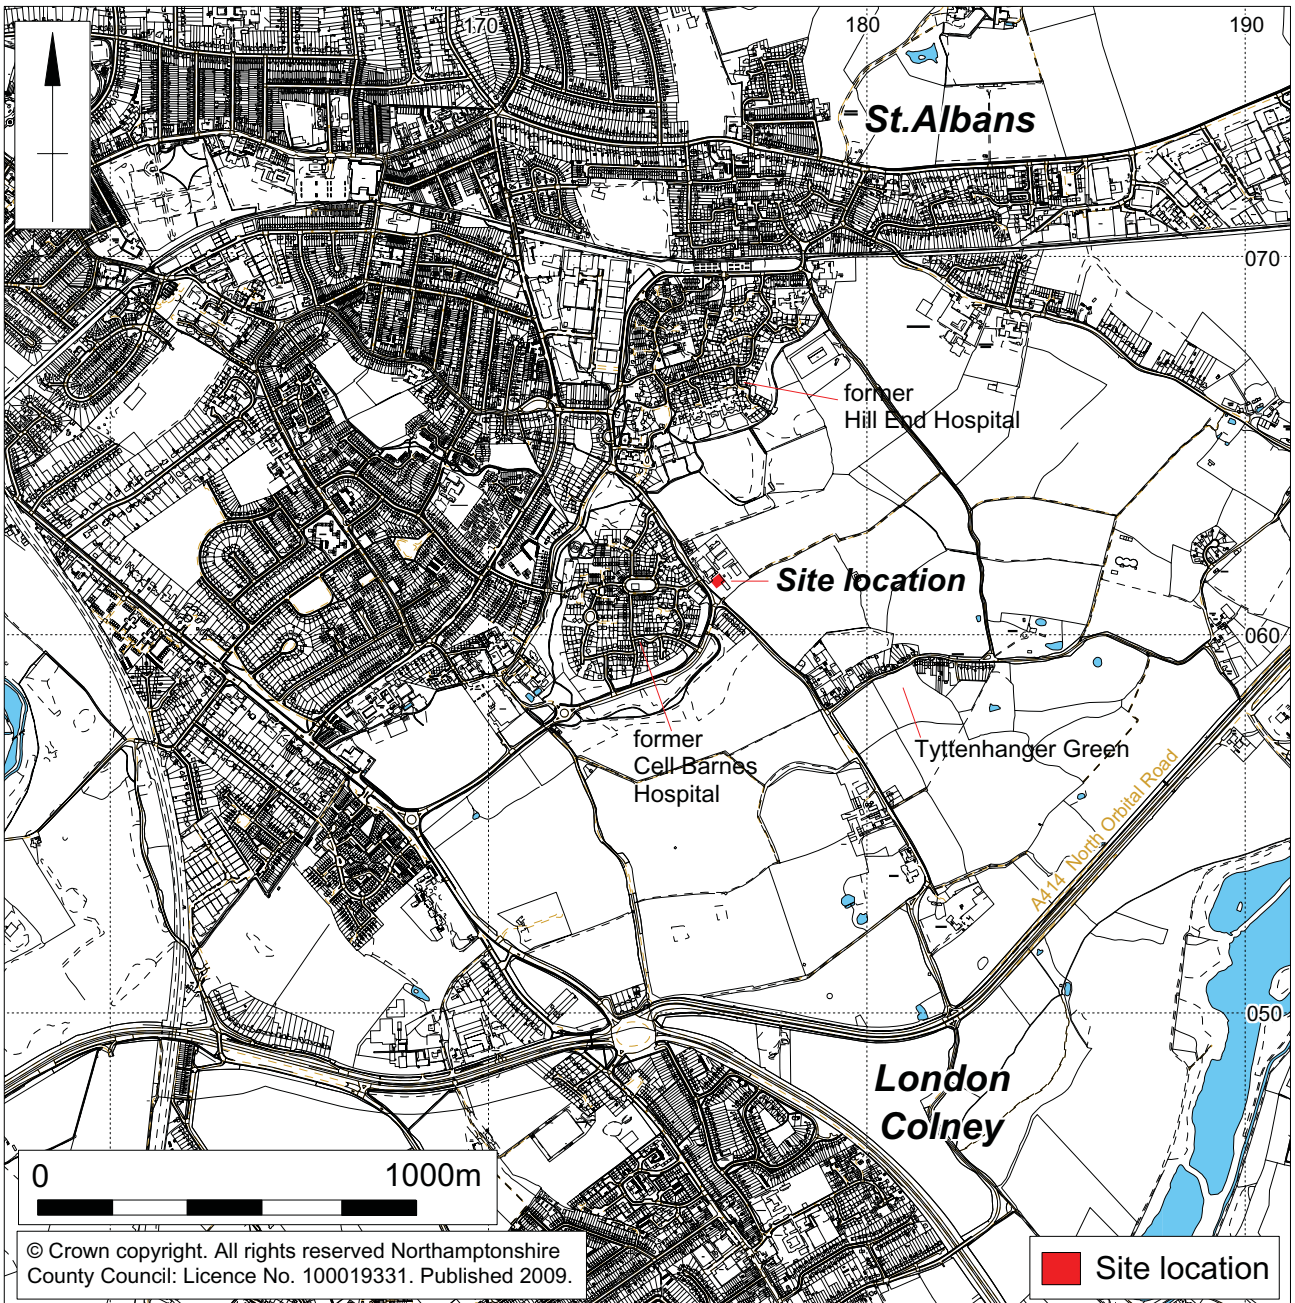 170
180
190
St.Albans
070
former
Hill End Hospital
Site location
060
former
Cell Barnes
Hospital
Tyttenhanger Green
A414 North Orbital Road
050
London
Colney
0 1000m
© Crown copyright. All rights reserved Northamptonshire
County Council: Licence No. 100019331. Published 2009.
Site location